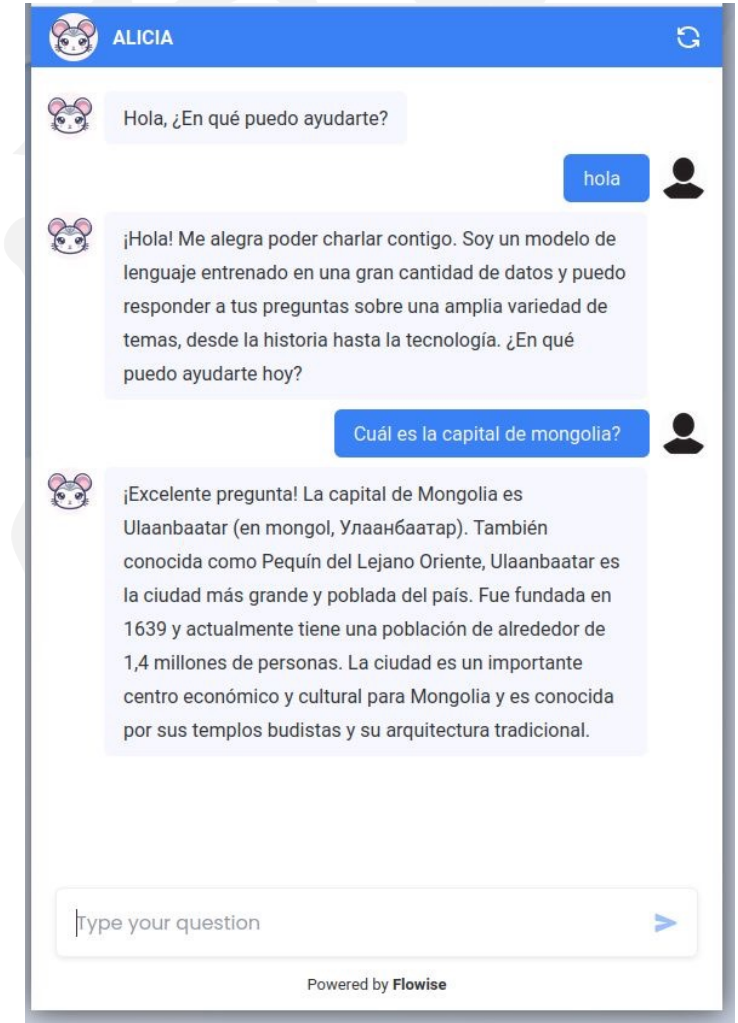 ALICIA
Hola, ¿En qué puedo ayudarte?
hola
¡Hola! Me alegra poder charlar contigo. Soy un modelo de
lenguaje entrenado en una gran cantidad de datos y puedo
responder a tus preguntas sobre una amplia variedad de
temas, desde la historia hasta la tecnología. ¿En qué
puedo ayudarte hoy?
Cuál es la capital de mongolia?
¡Excelente pregunta! La capital de Mongolia es
Ulaanbaatar (en mongol, Улаанбаатар). También
conocida como Pequín del Lejano Oriente, Ulaanbaatar es
la ciudad más grande y poblada del país. Fue fundada en
1639 y actualmente tiene una población de alrededor de
1,4 millones de personas. La ciudad es un importante
centro económico y cultural para Mongolia y es conocida
por sus templos budistas y su arquitectura tradicional.
Type your question
Powered by Flowise